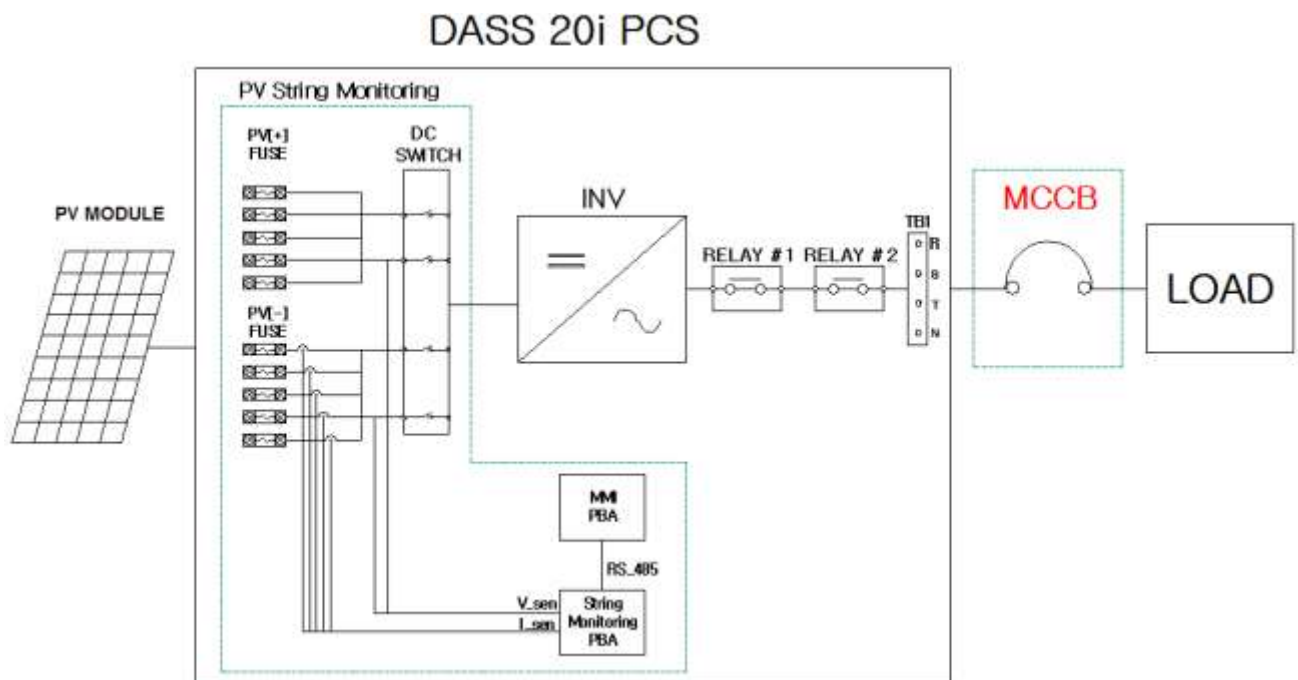 DASS 20i PCS
PV String Monitoring
PV[+]
FUSE
DC
SWITCH
PV MODULE
INV
RELAY #1
RELAY #2
TB1
R
B
T
N
MCCB
LOAD
PV[-]
FUSE
MMI
PBA
RS_485
V_sen
I_sen
String
Monitoring
PBA